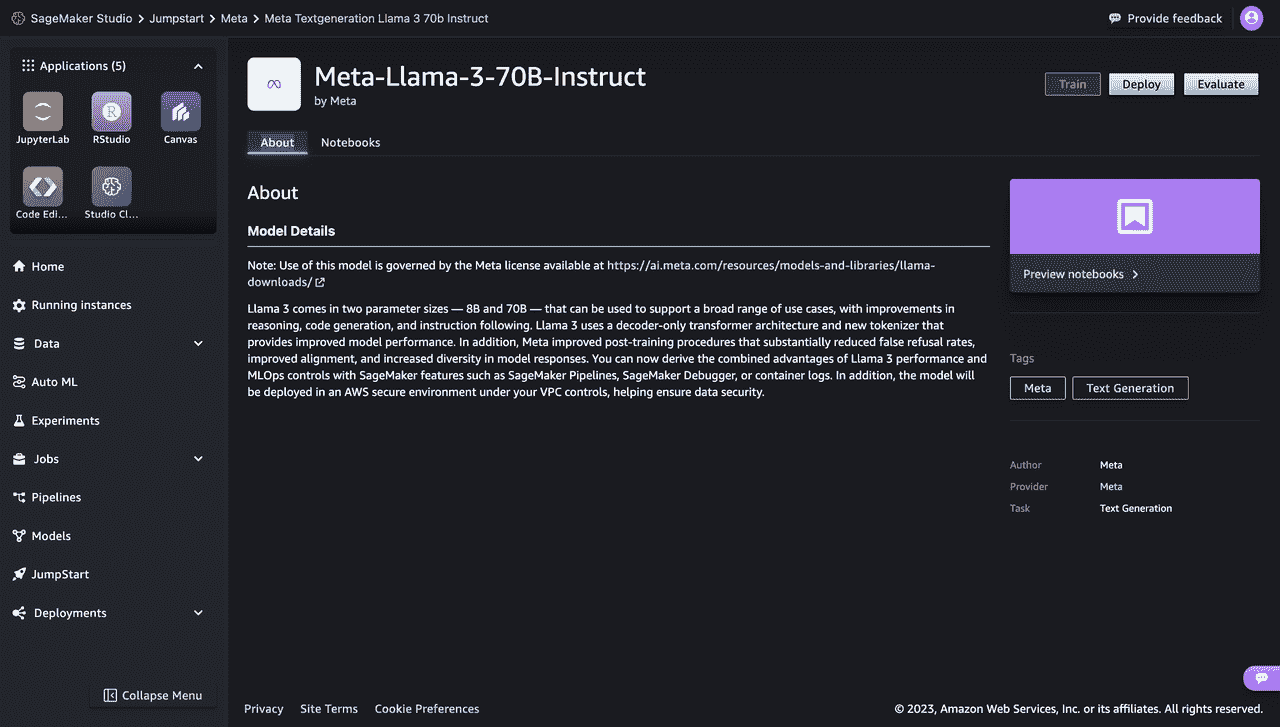 SageMaker Studio > Jumpstart > Meta > Meta Textgeneration Llama 3 70b Instruct
Provide feedback
Applications (5)
JupyterLab
RStudio
Canvas
Code Edi...
Studio Cl...
Home
Running instances
Data
Auto ML
Experiments
Jobs
Pipelines
Models
JumpStart
Deployments
Collapse Menu
Meta-Llama-3-70B-Instruct
by Meta
Train
Deploy
Evaluate
About
Notebooks
About
Model Details
Note: Use of this model is governed by the Meta license available at https://ai.meta.com/resources/models-and-libraries/llama-
downloads/
Llama 3 comes in two parameter sizes — 8B and 70B — that can be used to support a broad range of use cases, with improvements in
reasoning, code generation, and instruction following. Llama 3 uses a decoder-only transformer architecture and new tokenizer that
provides improved model performance. In addition, Meta improved post-training procedures that substantially reduced false refusal rates,
improved alignment, and increased diversity in model responses. You can now derive the combined advantages of Llama 3 performance and
MLOps controls with SageMaker features such as SageMaker Pipelines, SageMaker Debugger, or container logs. In addition, the model will
be deployed in an AWS secure environment under your VPC controls, helping ensure data security.
Preview notebooks
Tags
Meta
Text Generation
Author Meta
Provider Meta
Task Text Generation
Privacy
Site Terms
Cookie Preferences
© 2023, Amazon Web Services, Inc. or its affiliates. All rights reserved.